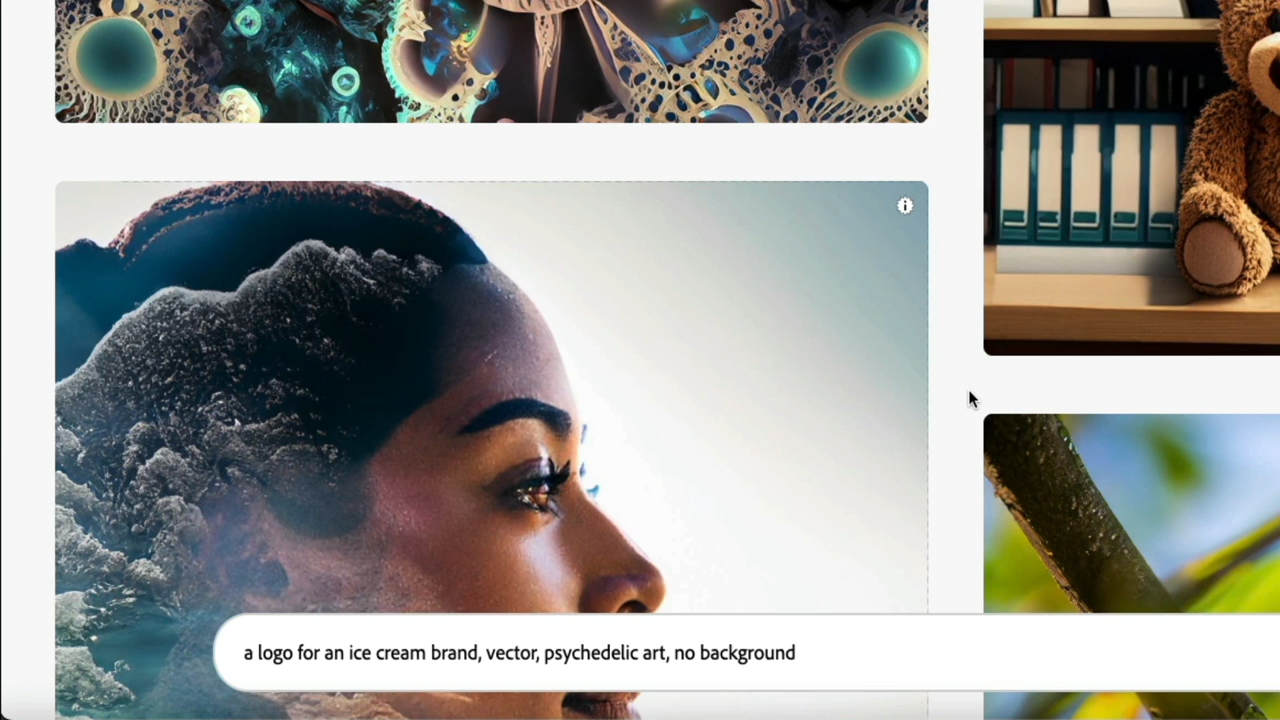 a logo for an ice cream brand, vector, psychedelic art, no background